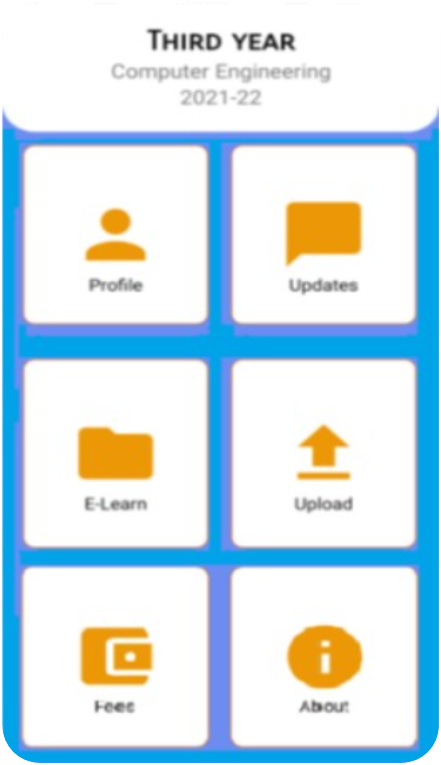 THIRD YEAR
Computer Engineering
2021-22
Profile
Updates
E-Learn
Upload
Fees
About